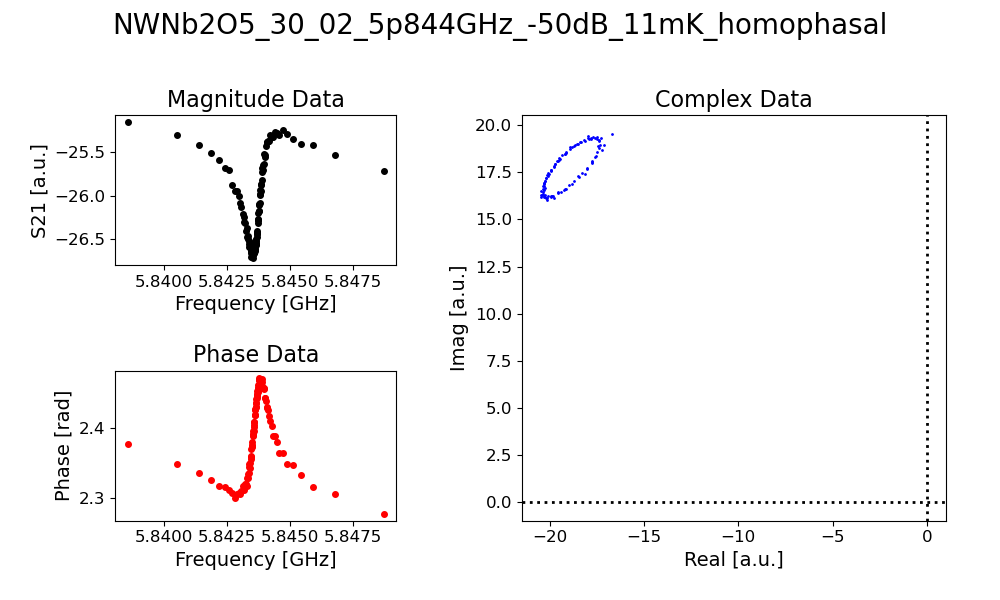 NWNb2O5_30_02_5p844GHz_-50dB_11mK_homophasal
Magnitude Data
S21 [a.u.]
−25.5
−26.0
−26.5
5.8400 5.8425 5.8450 5.8475
Frequency [GHz]
Phase Data
Phase [rad]
2.4
2.3
5.8400 5.8425 5.8450 5.8475
Frequency [GHz]
Complex Data
Imag [a.u.]
20.0
17.5
15.0
12.5
10.0
7.5
5.0
2.5
0.0
−20 −15 −10 −5 0
Real [a.u.]